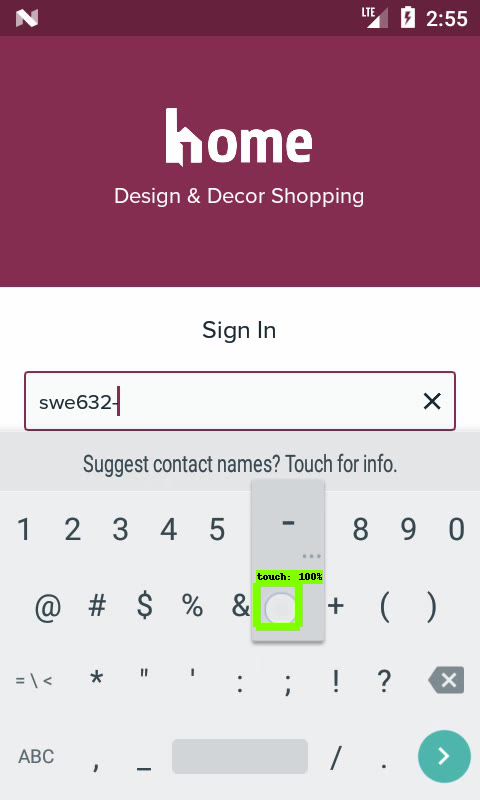 LTE 2:55
home
Design & Decor Shopping
Sign In
swe632-
Suggest contact names? Touch for info.
1 2 3 4 5 - 8 9 0
touch: 100%
@ # $ % & + ( )
= \ < * " ' : ; ! ?
ABC , _ / .